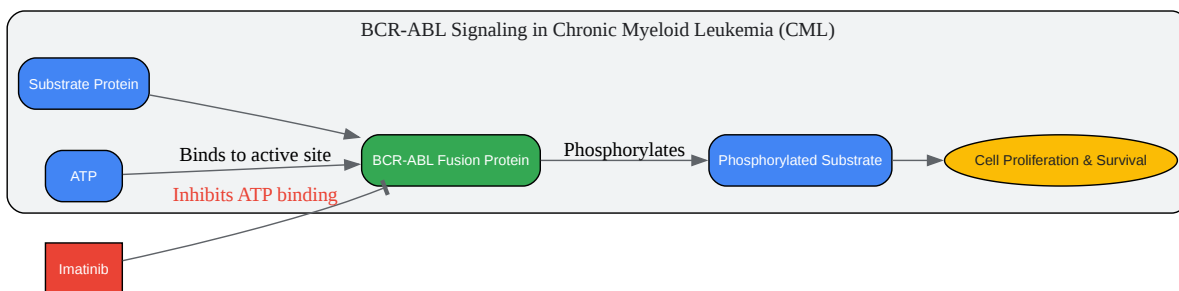 BCR-ABL Signaling in Chronic Myeloid Leukemia (CML)
Substrate Protein
Binds to active site
ATP
Inhibits ATP binding
BCR-ABL Fusion Protein
Phosphorylates
Phosphorylated Substrate
Cell Proliferation & Survival
Imatinib